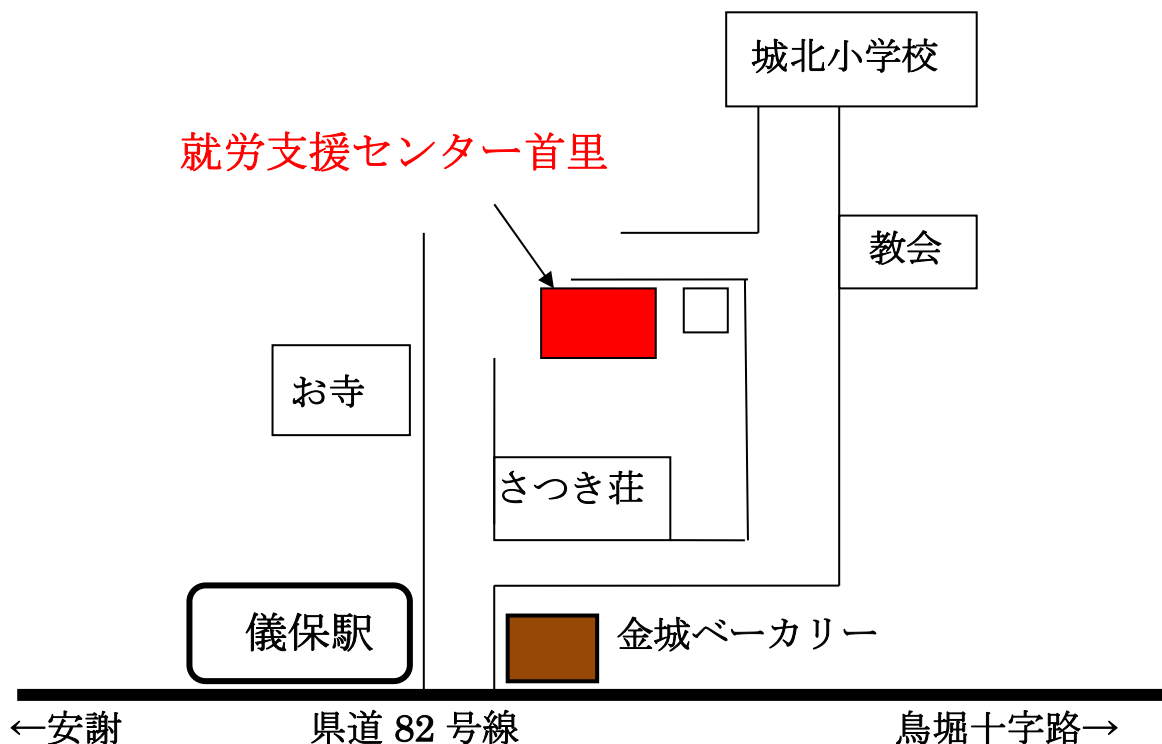 城北小学校
就労支援センター首里
教会
お寺
さつき荘
儀保駅
金城ベーカリー
←安謝
県道 82 号線
鳥堀十字路→